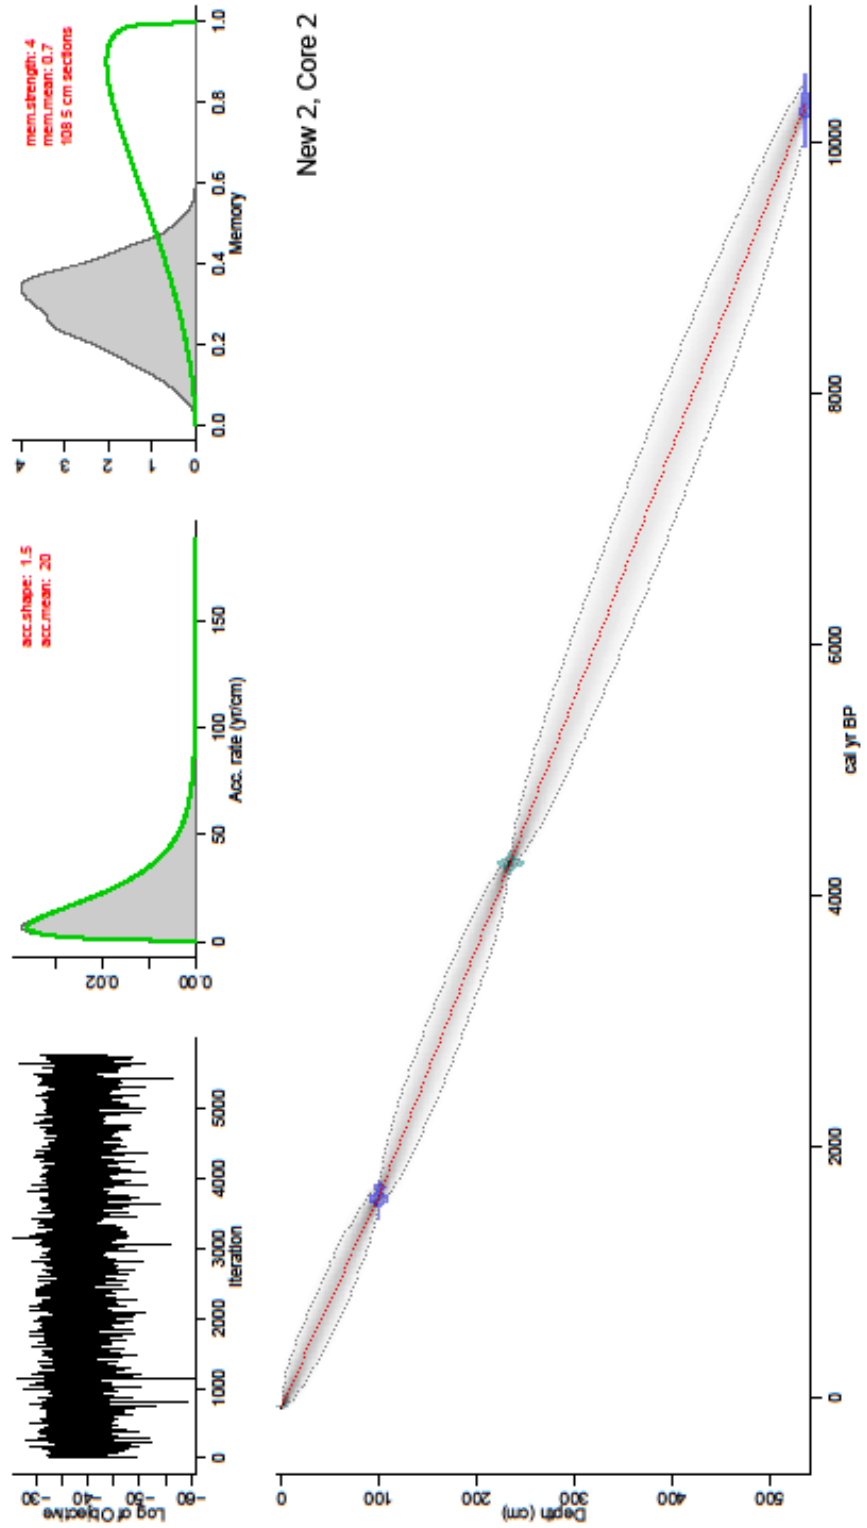 Log of Objective
-30
-40
-50
-60
0 1000 2000 3000 4000 5000
Iteration
0.02
0.00
0 50 100 150
Acc. rate (yr/cm)
acc.shape: 1.5
acc.mean: 20
4
3
2
1
0
0.0 0.2 0.4 0.6 0.8 1.0
Memory
mem.strength: 4
mem.mean: 0.7
108 5 cm sections
New 2, Core 2
Depth (cm)
0
100
200
300
400
500
0 2000 4000 6000 8000 10000
cal yr BP